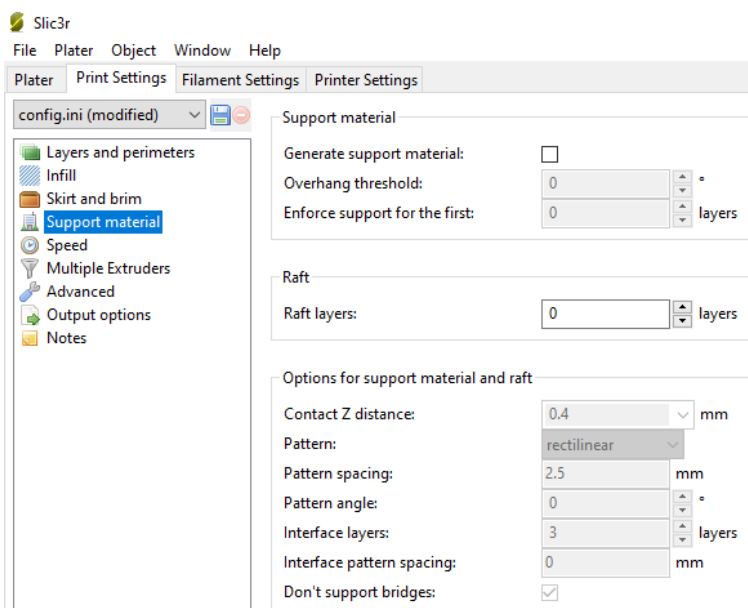 Slic3r
File Plater Object Window Help
Plater Print Settings Filament Settings Printer Settings
config.ini (modified)
Layers and perimeters
Infill
Skirt and brim
Support material
Speed
Multiple Extruders
Advanced
Output options
Notes
Support material
Generate support material:
Overhang threshold: 0 °
Enforce support for the first: 0 layers
Raft
Raft layers: 0 layers
Options for support material and raft
Contact Z distance: 0.4 mm
Pattern: rectilinear
Pattern spacing: 2.5 mm
Pattern angle: 0 °
Interface layers: 3 layers
Interface pattern spacing: 0 mm
Don't support bridges: